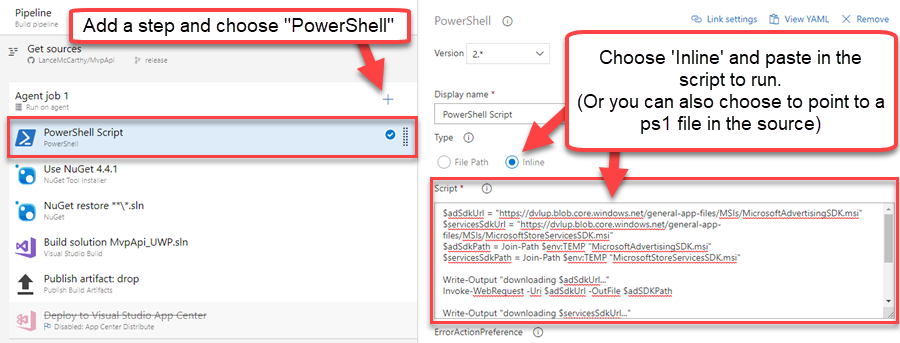 Pipeline
Build pipeline
Add a step and choose "PowerShell"
Get sources
LanceMcCarthy/MvpApi
release
Agent job 1
Run on agent
PowerShell Script
PowerShell
Use NuGet 4.4.1
NuGet Tool Installer
NuGet restore **\*.sln
NuGet
Build solution MvpApi_UWP.sln
Visual Studio Build
Publish artifact: drop
Publish Build Artifacts
Deploy to Visual Studio App Center
Disabled: App Center Distribute
PowerShell
Link settings
View YAML
Remove
Version
2.*
Choose 'Inline' and paste in the
script to run.
(Or you can also choose to point to a
ps1 file in the source)
Display name *
PowerShell Script
Type
File Path
Inline
Script *
$adSdkUrl = "https://dvlup.blob.core.windows.net/general-app-files/MSIs/MicrosoftAdvertisingSDK.msi"
$servicesSdkUrl = "https://dvlup.blob.core.windows.net/general-app-
files/MSIs/MicrosoftStoreServicesSDK.msi"
$adSdkPath = Join-Path $env:TEMP "MicrosoftAdvertisingSDK.msi"
$servicesSdkPath = Join-Path $env:TEMP "MicrosoftStoreServicesSDK.msi"
Write-Output "downloading $adSdkUrl..."
Invoke-WebRequest -Uri $adSdkUrl -OutFile $adSDKPath
Write-Output "downloading $servicesSdkUrl..."
ErrorActionPreference